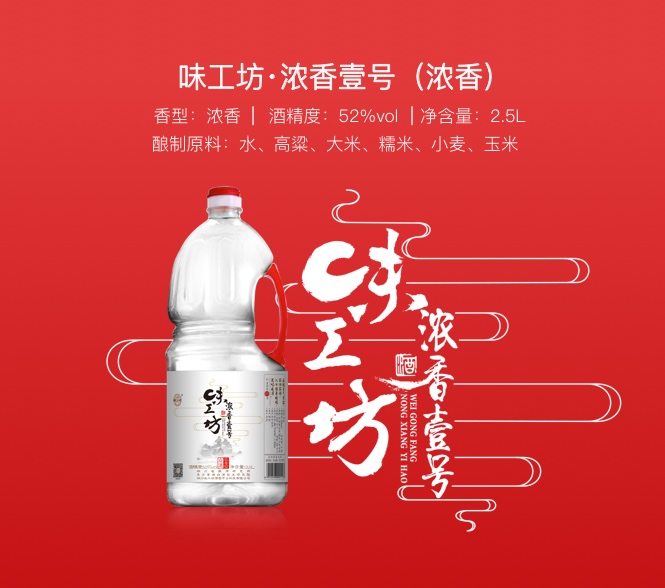 味工坊·浓香壹号（浓香）
香型：浓香 | 酒精度：52%vol | 净含量：2.5L
酿制原料：水、高粱、大米、糯米、小麦、玉米
味工坊
浓香壹号
酒
WEI GONG FANG
NONG XIANG YI HAO
味工坊
浓香壹号